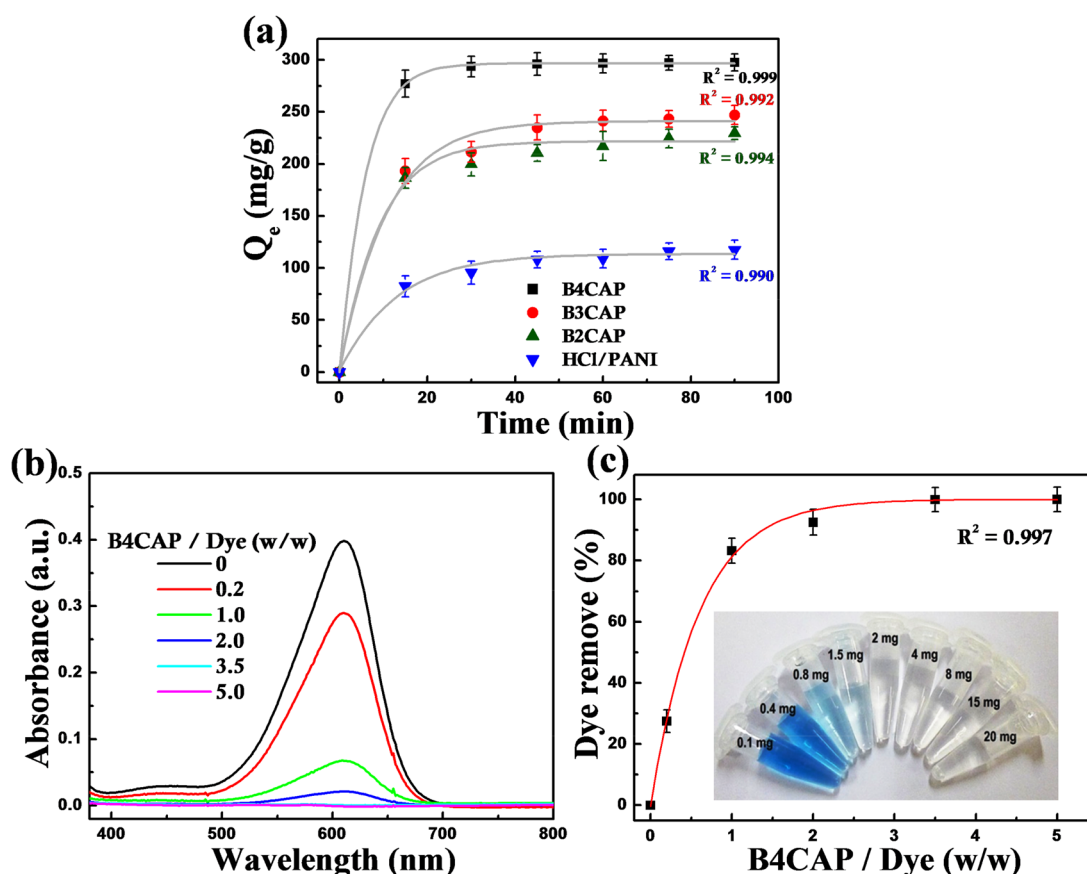 (a)
300
250
200
150
100
50
0
Qe (mg/g)
R² = 0.999
R² = 0.992
R² = 0.994
R² = 0.990
B4CAP
B3CAP
B2CAP
HCl/PANI
0 20 40 60 80 100
Time (min)
(b)
0.5
0.4
0.3
0.2
0.1
0.0
Absorbance (a.u.)
B4CAP / Dye (w/w)
0
0.2
1.0
2.0
3.5
5.0
400 500 600 700 800
Wavelength (nm)
(c)
100
80
60
40
20
0
Dye remove (%)
R² = 0.997
0.1 mg
0.4 mg
0.8 mg
1.5 mg
2 mg
4 mg
8 mg
15 mg
20 mg
0 1 2 3 4 5
B4CAP / Dye (w/w)